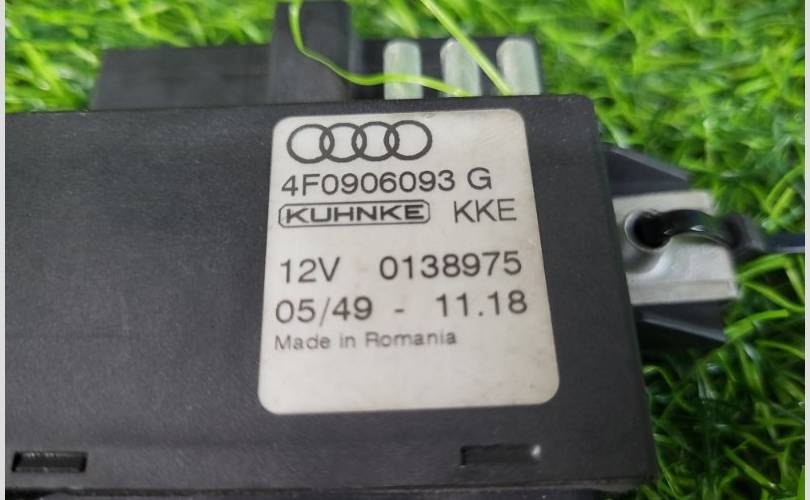 4F0906093 G
KUHNKE KKE
12V 0138975
05/49 - 11.18
Made in Romania